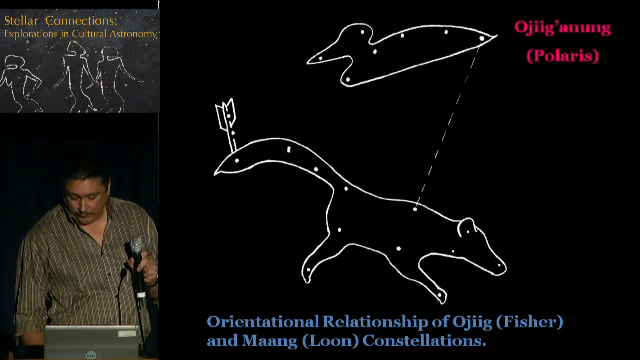 Stellar Connections:
Explorations in Cultural Astronomy
Ojiig'anung
(Polaris)
Orientational Relationship of Ojiig (Fisher)
and Maang (Loon) Constellations.